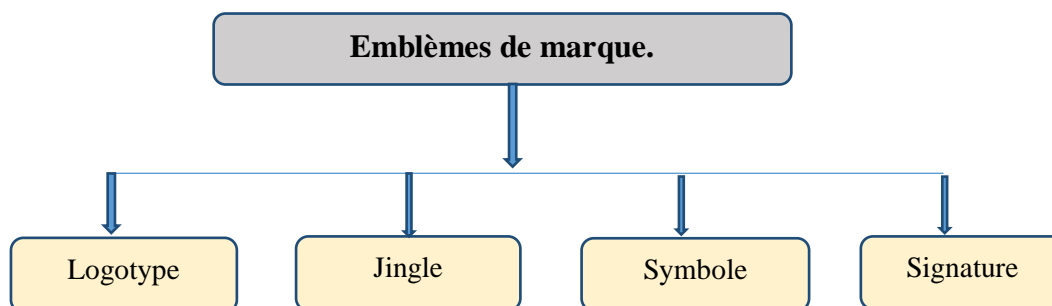 Emblèmes de marque.
Logotype
Jingle
Symbole
Signature